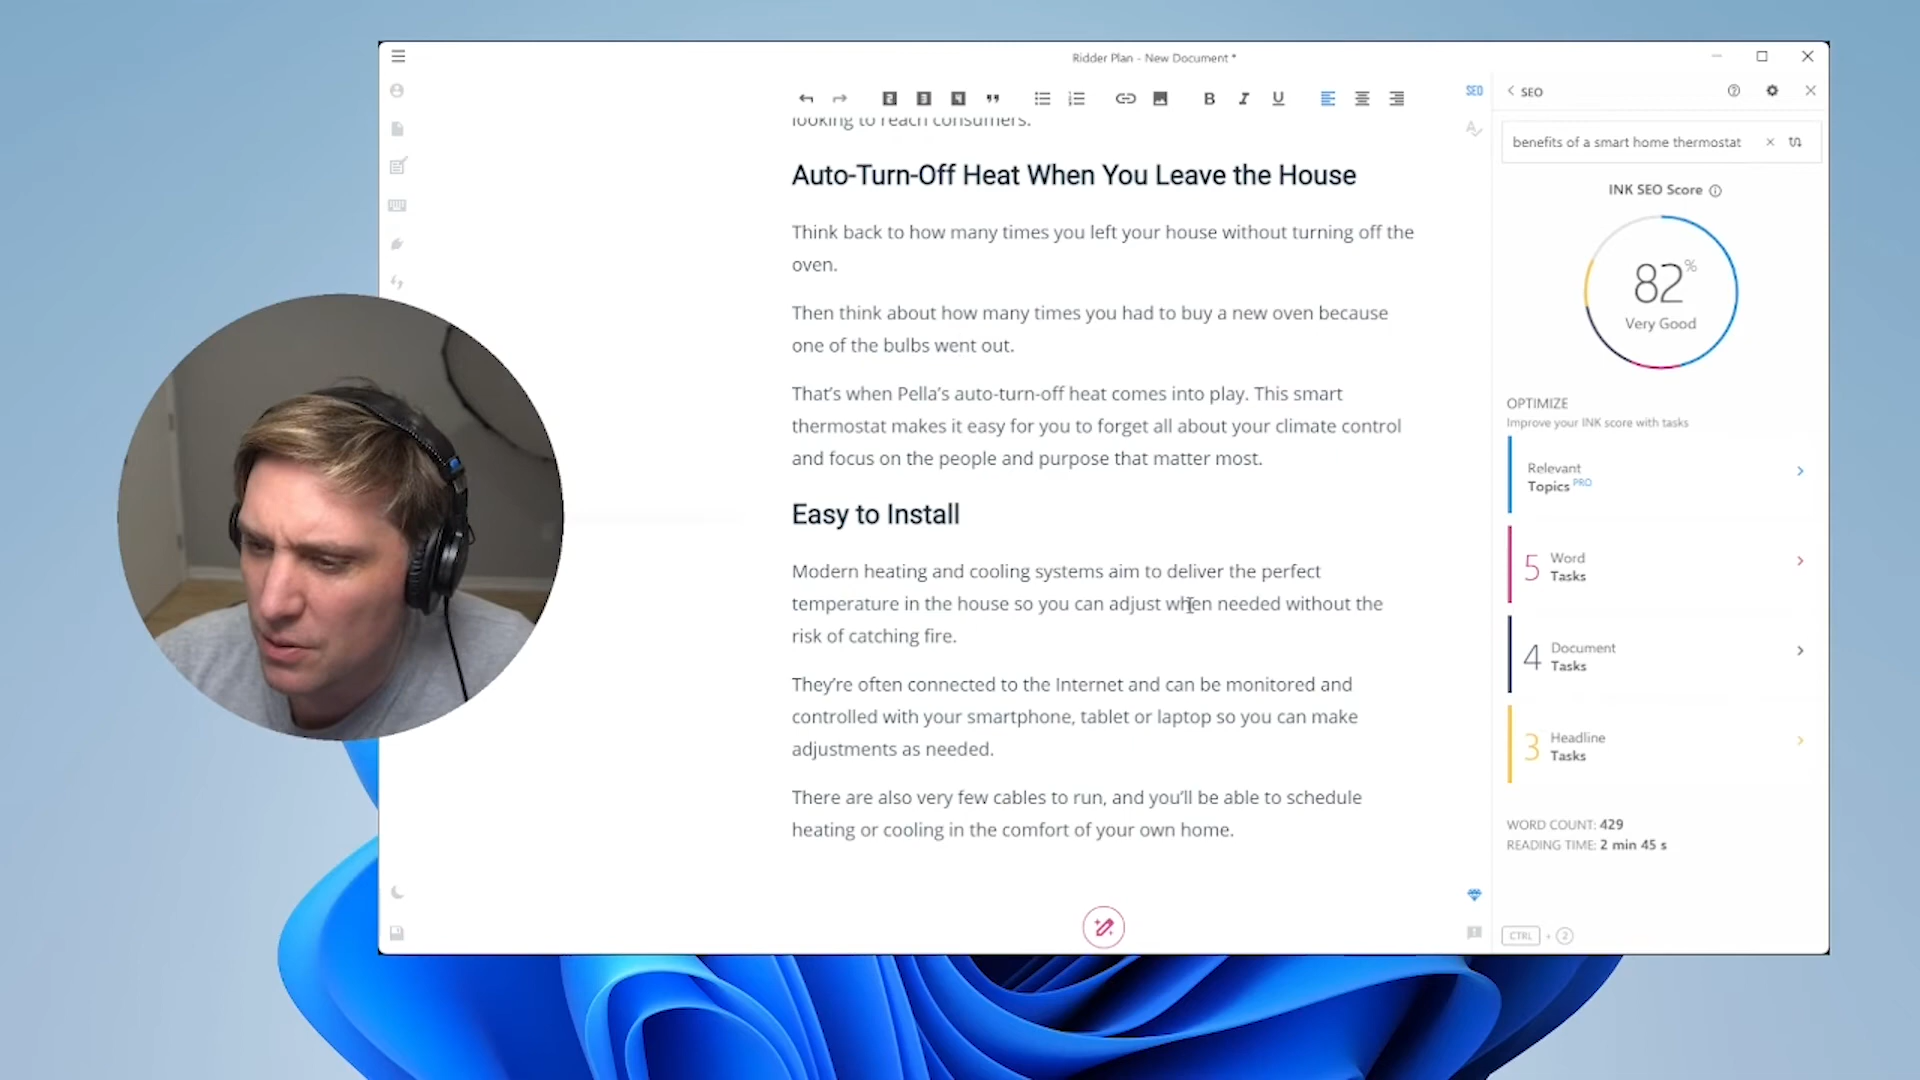 Ridder Plan - New Document *
SEO
SEO
looking to reach consumers.
benefits of a smart home thermostat
Auto-Turn-Off Heat When You Leave the House
Think back to how many times you left your house without turning off the
oven.
Then think about how many times you had to buy a new oven because
one of the bulbs went out.
That’s when Pella’s auto-turn-off heat comes into play. This smart
thermostat makes it easy for you to forget all about your climate control
and focus on the people and purpose that matter most.
Easy to Install
Modern heating and cooling systems aim to deliver the perfect
temperature in the house so you can adjust when needed without the
risk of catching fire.
They’re often connected to the Internet and can be monitored and
controlled with your smartphone, tablet or laptop so you can make
adjustments as needed.
There are also very few cables to run, and you’ll be able to schedule
heating or cooling in the comfort of your own home.
INK SEO Score
82%
Very Good
OPTIMIZE
Improve your INK score with tasks
Relevant
Topics PRO
5 Word
Tasks
4 Document
Tasks
3 Headline
Tasks
WORD COUNT: 429
READING TIME: 2 min 45 s
CTRL + 2